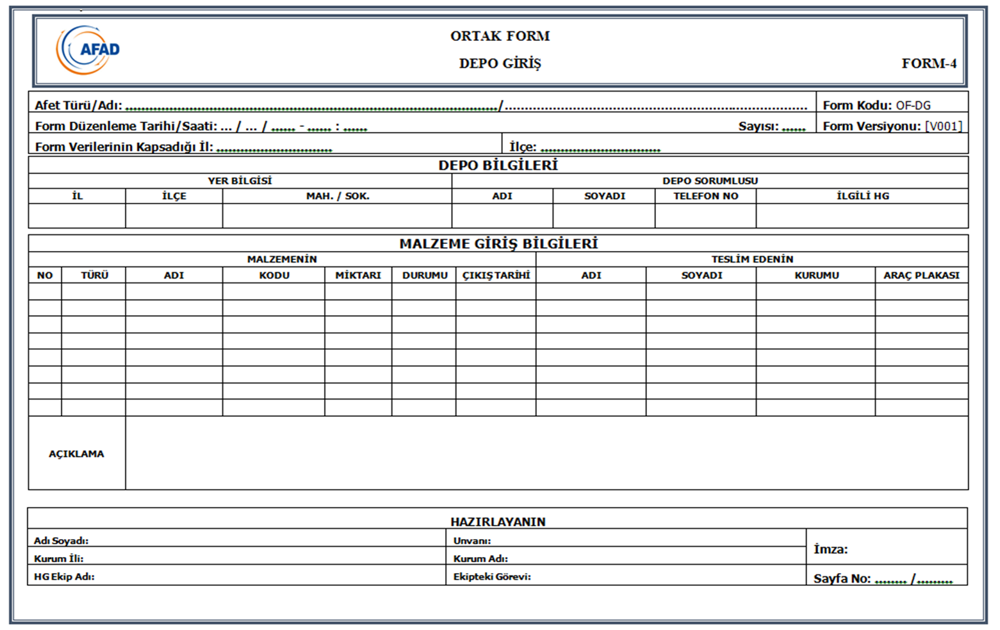 AFAD
ORTAK FORM
DEPO GİRİŞ
FORM-4
Afet Türü/Adı: ............................................................................................./........................................................................... Form Kodu: OF-DG
Form Düzenleme Tarihi/Saati: ... / ... / ...... - ...... : ...... Sayısı: ...... Form Versiyonu: [V001]
Form Verilerinin Kapsadığı İl: ............................. İlçe: ..............................
DEPO BİLGİLERİ
YER BİLGİSİ DEPO SORUMLUSU
İL İLÇE MAH. / SOK. ADI SOYADI TELEFON NO İLGİLİ HG
MALZEME GİRİŞ BİLGİLERİ
MALZEMENİN TESLİM EDENİN
NO TÜRÜ ADI KODU MİKTARI DURUMU ÇIKIŞ TARİHİ ADI SOYADI KURUMU ARAÇ PLAKASI
AÇIKLAMA
HAZIRLAYANIN
Adı Soyadı: Unvanı:
İmza:
Kurum İli: Kurum Adı:
HG Ekip Adı: Ekipteki Görevi: Sayfa No: ........ /.........